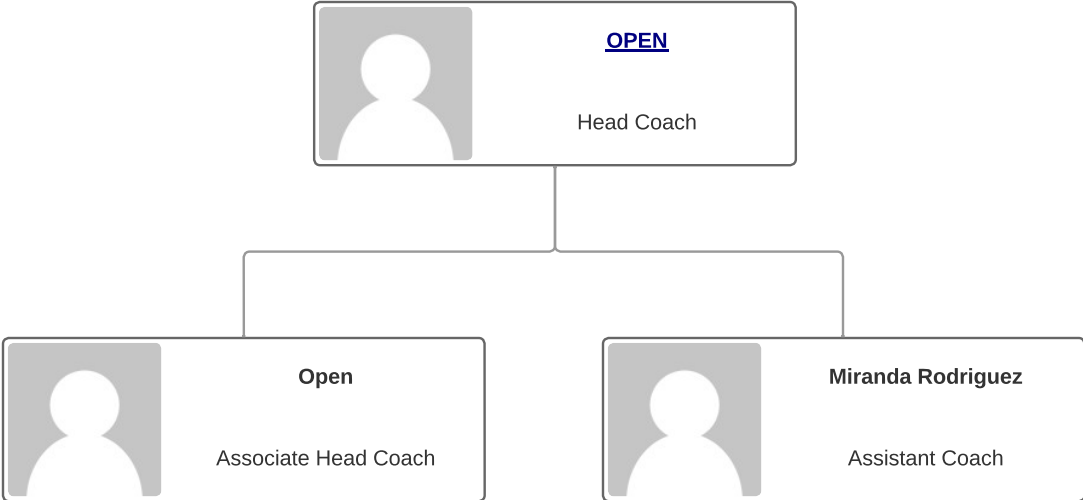 OPEN
Head Coach
Open
Associate Head Coach
Miranda Rodriguez
Assistant Coach